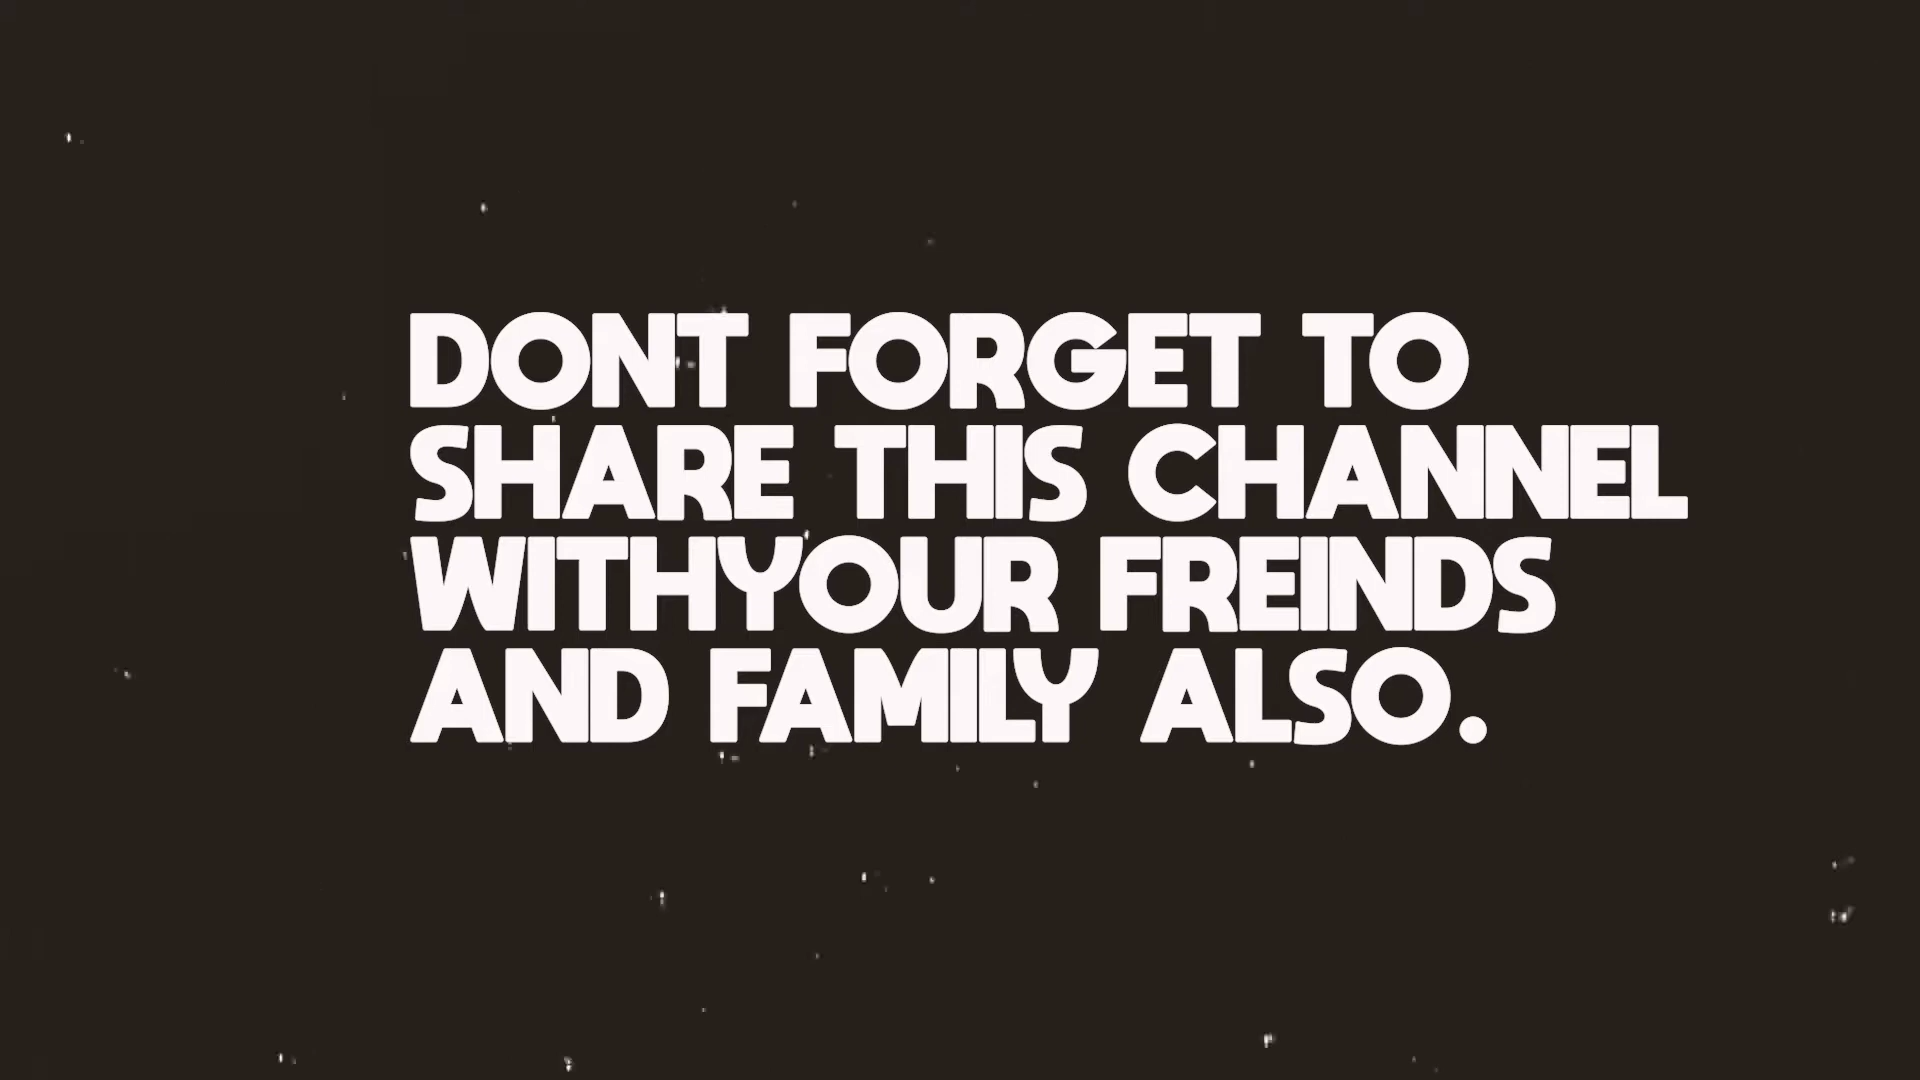 DONT FORGET TO
SHARE THIS CHANNEL
WITHYOUR FREINDS
AND FAMILY ALSO.